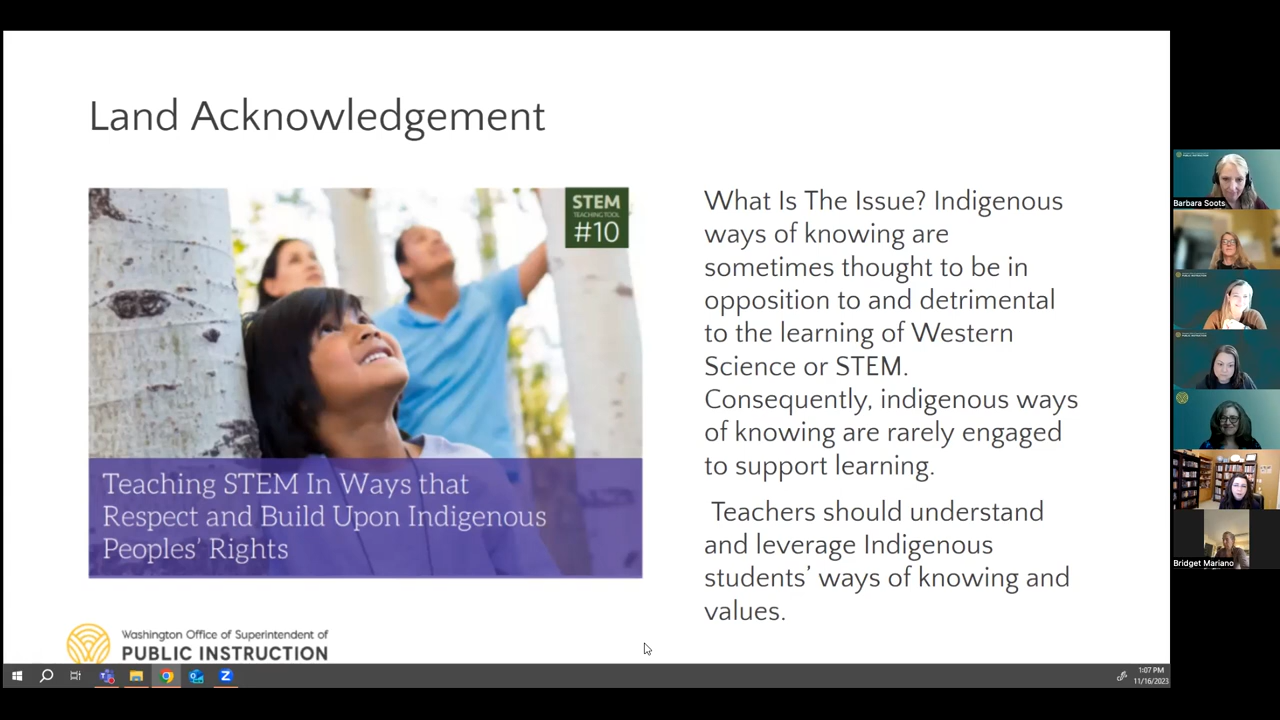 Land Acknowledgement
STEM
TEACHING TOOL
#10
Teaching STEM In Ways that
Respect and Build Upon Indigenous
Peoples' Rights
What Is The Issue? Indigenous
ways of knowing are
sometimes thought to be in
opposition to and detrimental
to the learning of Western
Science or STEM.
Consequently, indigenous ways
of knowing are rarely engaged
to support learning.
Teachers should understand
and leverage Indigenous
students' ways of knowing and
values.
Washington Office of Superintendent of
PUBLIC INSTRUCTION
1:07 PM
11/16/2023
Barbara Soots
Bridget Mariano